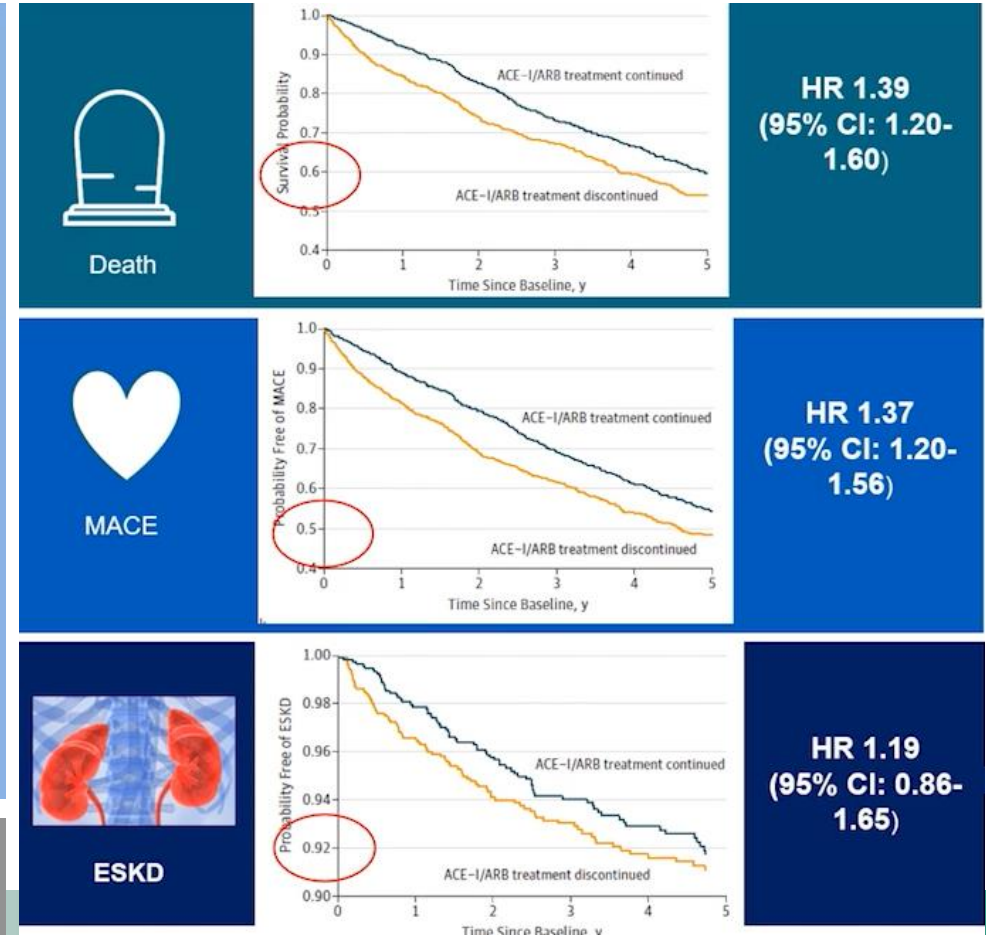 Death
Survival Probability
1.0
0.9
0.8
0.7
0.6
0.5
0.4
ACE-I/ARB treatment continued
ACE-I/ARB treatment discontinued
0 1 2 3 4 5
Time Since Baseline, y
HR 1.39
(95% CI: 1.20-
1.60)
MACE
Probability Free of MACE
1.0
0.9
0.8
0.7
0.6
0.5
0.4
ACE-I/ARB treatment continued
ACE-I/ARB treatment discontinued
0 1 2 3 4 5
Time Since Baseline, y
HR 1.37
(95% CI: 1.20-
1.56)
ESKD
Probability Free of ESKD
1.00
0.98
0.96
0.94
0.92
0.90
ACE-I/ARB treatment continued
ACE-I/ARB treatment discontinued
0 1 2 3 4 5
Time Since Baseline, y
HR 1.19
(95% CI: 0.86-
1.65)